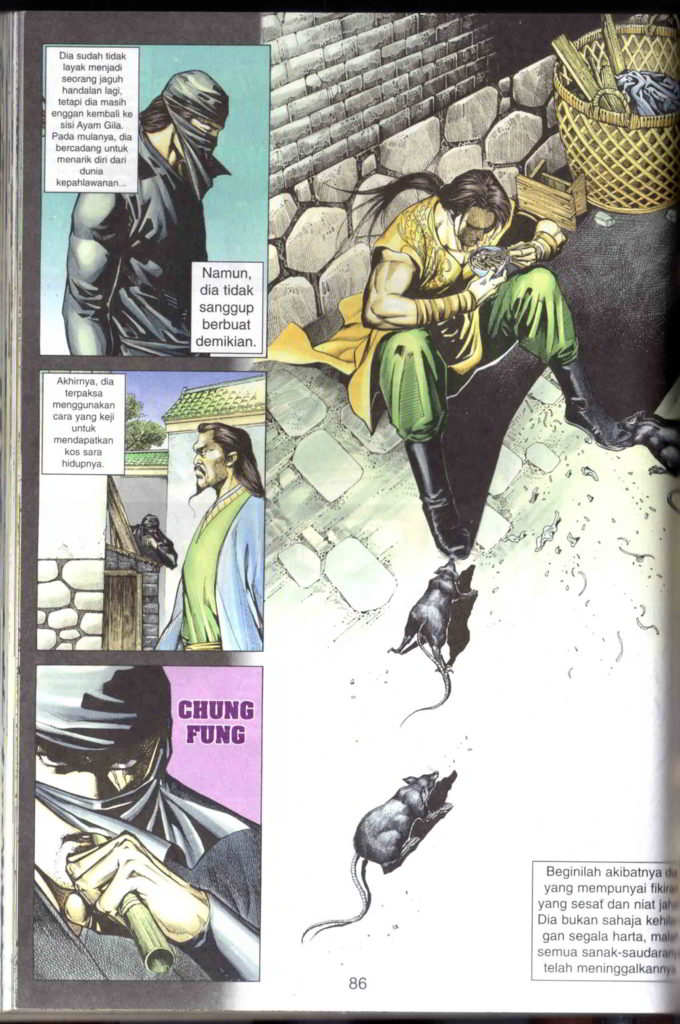 Dia sudah tidak
layak menjadi
seorang jaguh
handalan lagi,
tetapi dia masih
enggan kembali ke
sisi Ayam Gila.
Pada mulanya, dia
bercadang untuk
menarik diri dari
dunia
kepahlawanan...
Namun,
dia tidak
sanggup
berbuat
demikian.
Akhirnya, dia
terpaksa
menggunakan
cara yang keji
untuk
mendapatkan
kos sara
hidupnya.
CHUNG
FUNG
Beginilah akibatnya
yang mempunyai
yang sesat dan niat
Dia bukan sahaja
gan segala harta,
semua
telah
86